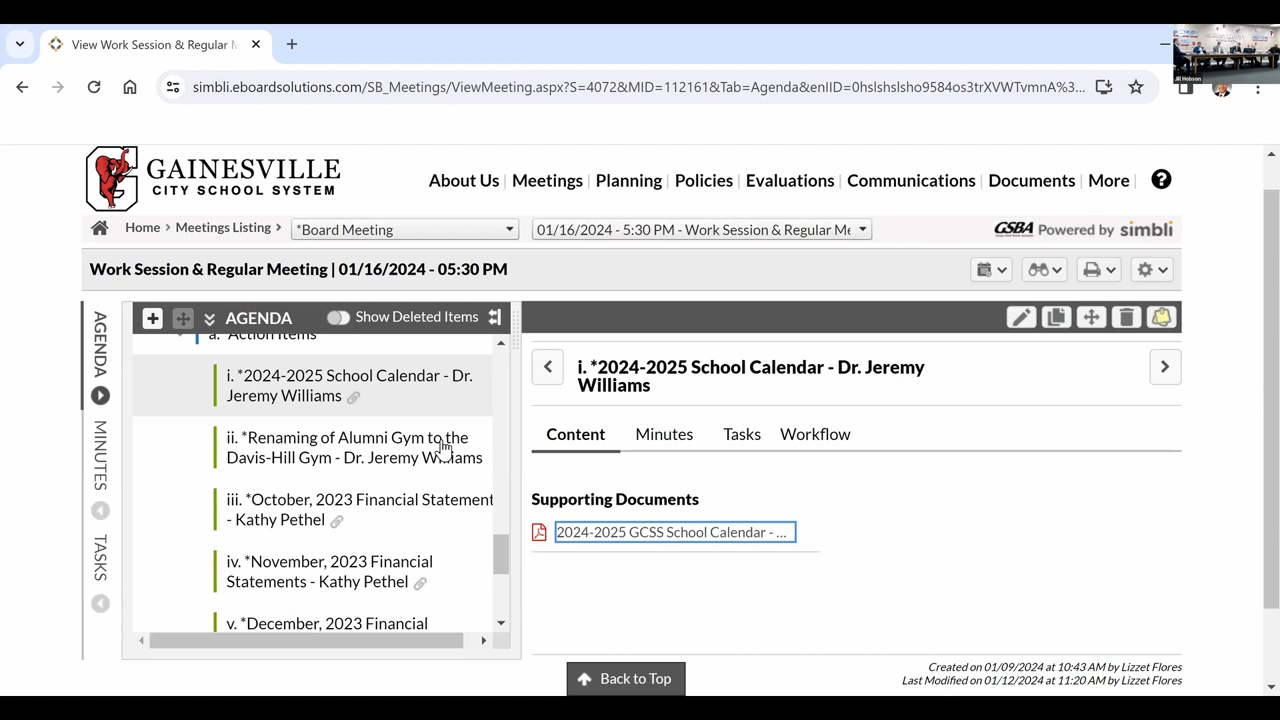 View Work Session & Regular M
simbli.eboardsolutions.com/SB_Meetings/ViewMeeting.aspx?S=4072&MID=112161&Tab=Agenda&enIID=0hslshslsho9584os3trXVWTvmnA%3...
Jill Hobson
GAINESVILLE
CITY SCHOOL SYSTEM
About Us Meetings Planning Policies Evaluations Communications Documents More
Home > Meetings Listing >
*Board Meeting
01/16/2024 - 5:30 PM - Work Session & Regular Me
GSBA Powered by simbli
Work Session & Regular Meeting | 01/16/2024 - 05:30 PM
AGENDA
MINUTES
TASKS
AGENDA
Show Deleted Items
a. Action Items
i. *2024-2025 School Calendar - Dr.
Jeremy Williams
ii. *Renaming of Alumni Gym to the
Davis-Hill Gym - Dr. Jeremy Williams
iii. *October, 2023 Financial Statement
- Kathy Pethel
iv. *November, 2023 Financial
Statements - Kathy Pethel
v. *December, 2023 Financial
i. *2024-2025 School Calendar - Dr. Jeremy
Williams
Content Minutes Tasks Workflow
Supporting Documents
2024-2025 GCSS School Calendar - ...
Created on 01/09/2024 at 10:43 AM by Lizzet Flores
Last Modified on 01/12/2024 at 11:20 AM by Lizzet Flores
Back to Top